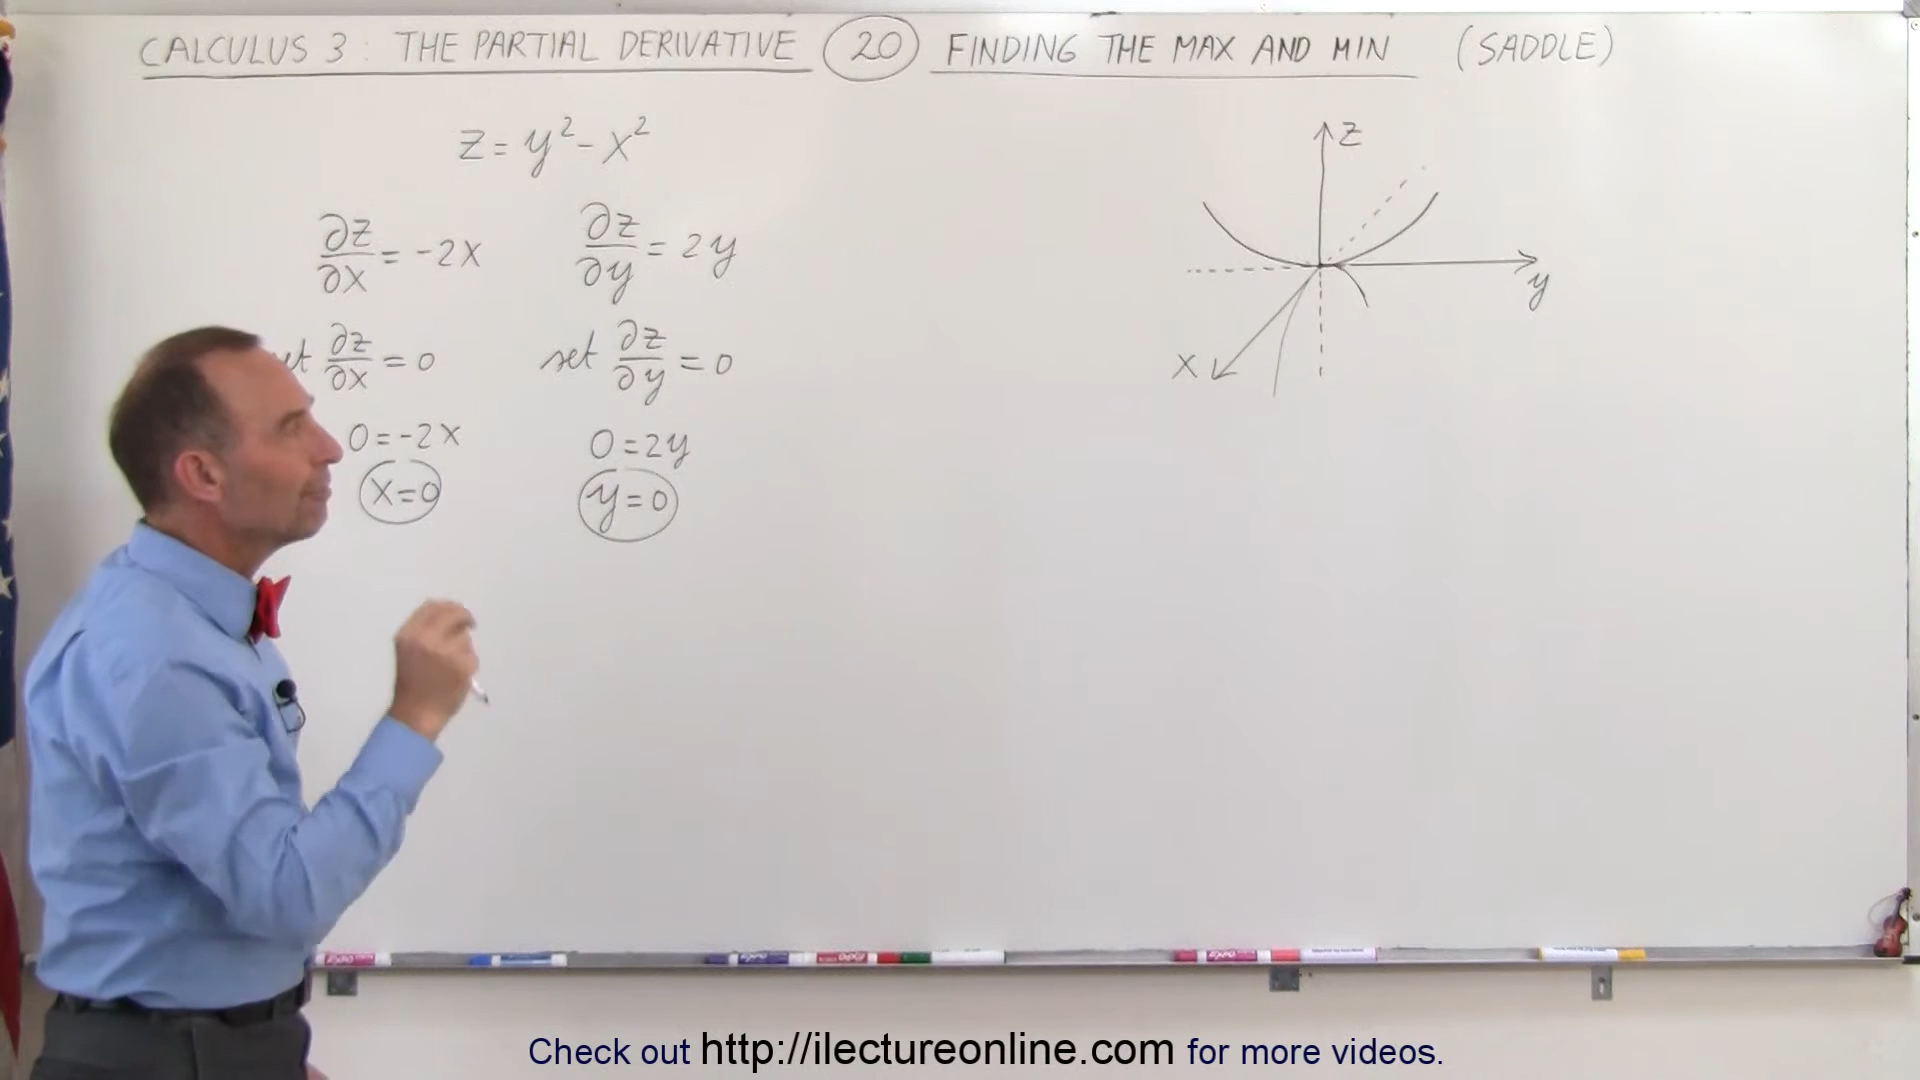 CALCULUS 3: THE PARTIAL DERIVATIVE 20 FINDING THE MAX AND MIN (SADDLE)
z = y² - x²
∂z/∂x = -2x
∂z/∂y = 2y
∂z/∂x = 0
set ∂z/∂y = 0
0 = -2x
0 = 2y
x = 0
y = 0
z
y
x
Check out http://ilectureonline.com for more videos.